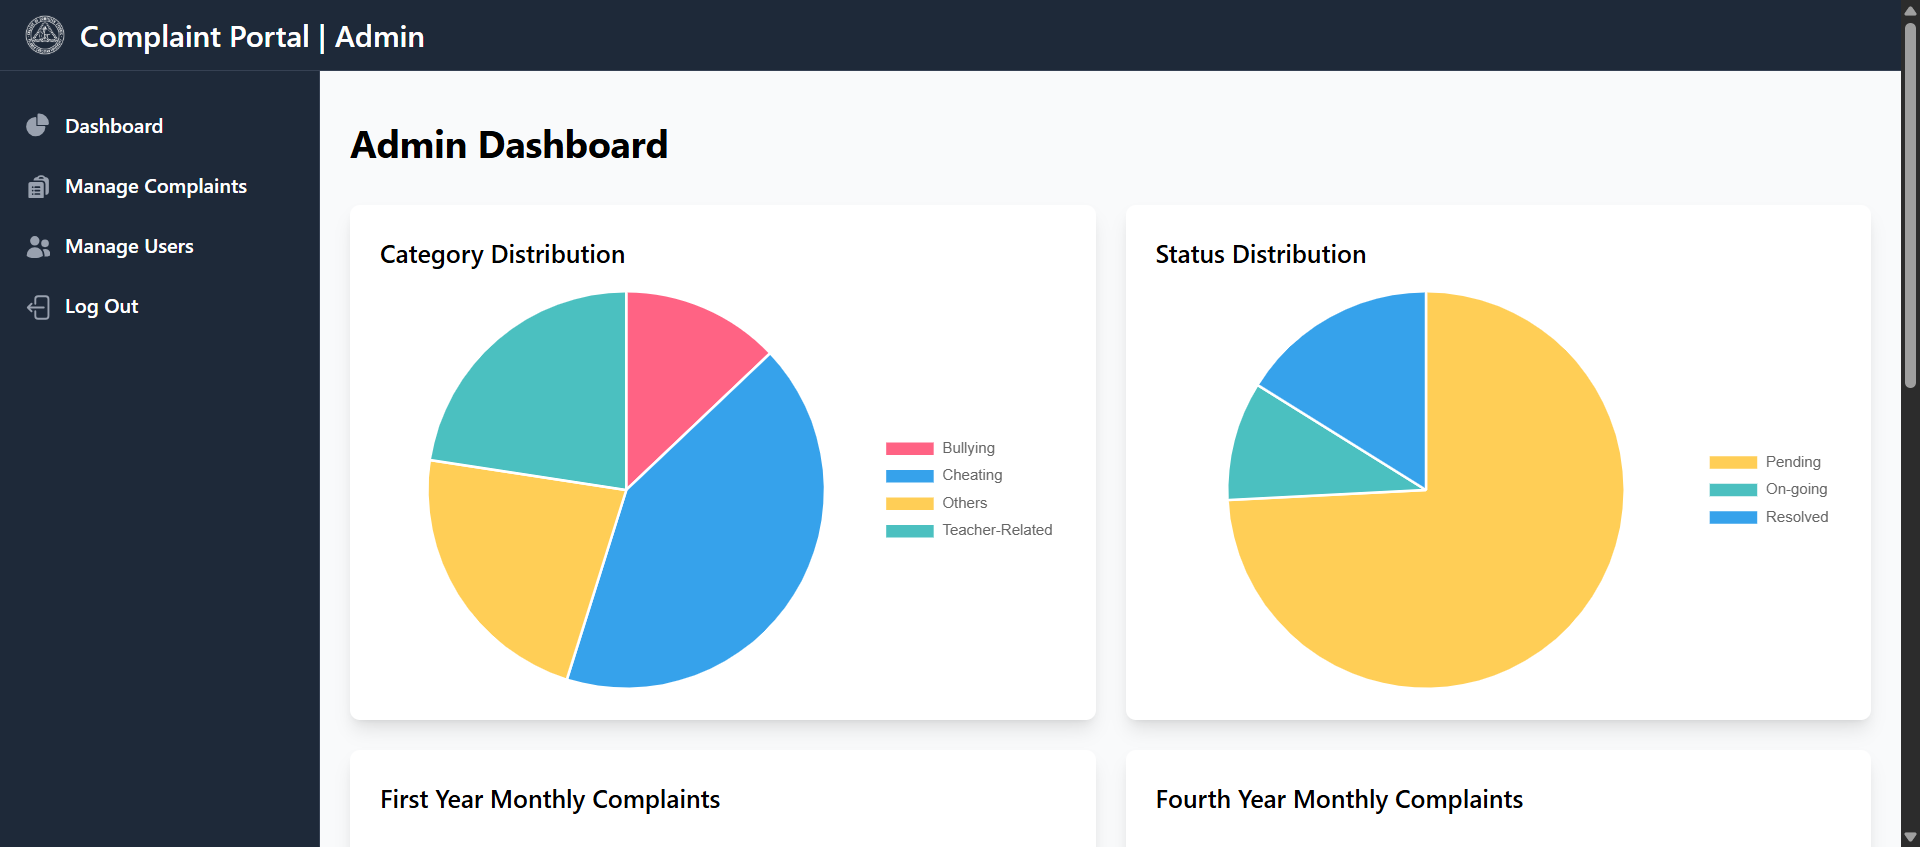 Complaint Portal | Admin
Dashboard
Manage Complaints
Manage Users
Log Out
Admin Dashboard
Category Distribution
Bullying
Cheating
Others
Teacher-Related
Status Distribution
Pending
On-going
Resolved
First Year Monthly Complaints
Fourth Year Monthly Complaints